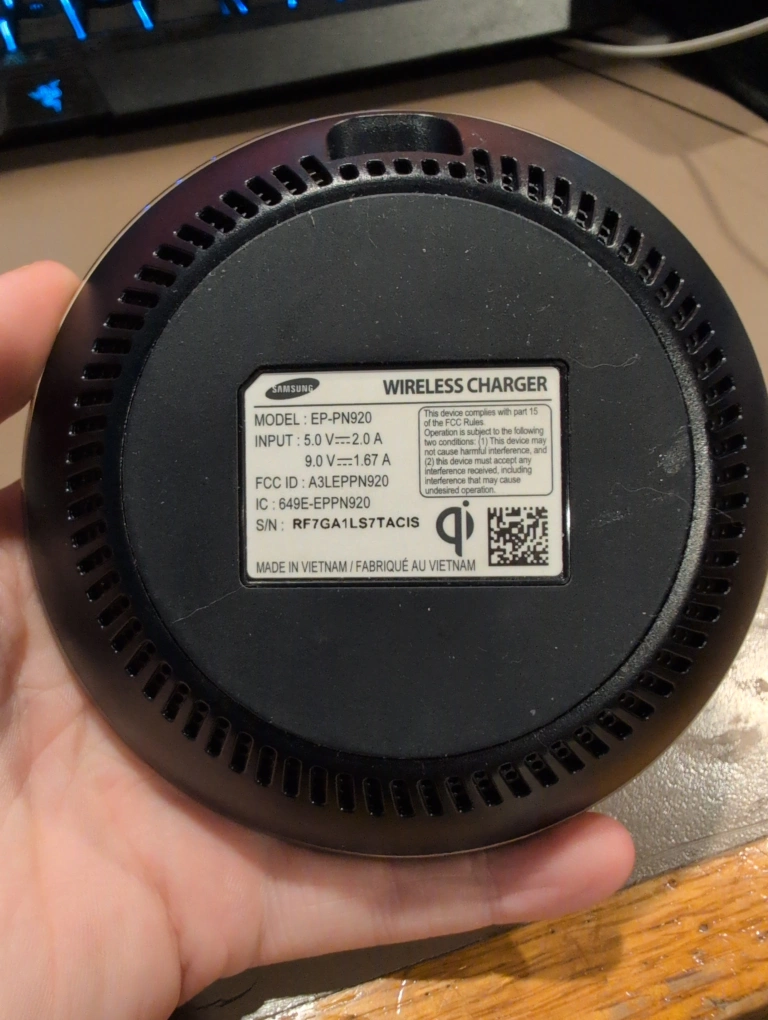 SAMSUNG
WIRELESS CHARGER
MODEL : EP-PN920
INPUT : 5.0 V⎓2.0 A
9.0 V⎓1.67 A
FCC ID : A3LEPPN920
IC : 649E-EPPN920
S/N : RF7GA1LS7TACIS
This device complies with part 15
of the FCC Rules.
Operation is subject to the following
two conditions: (1) This device may
not cause harmful interference, and
(2) this device must accept any
interference received, including
interference that may cause
undesired operation.
qi
MADE IN VIETNAM / FABRIQUÉ AU VIETNAM